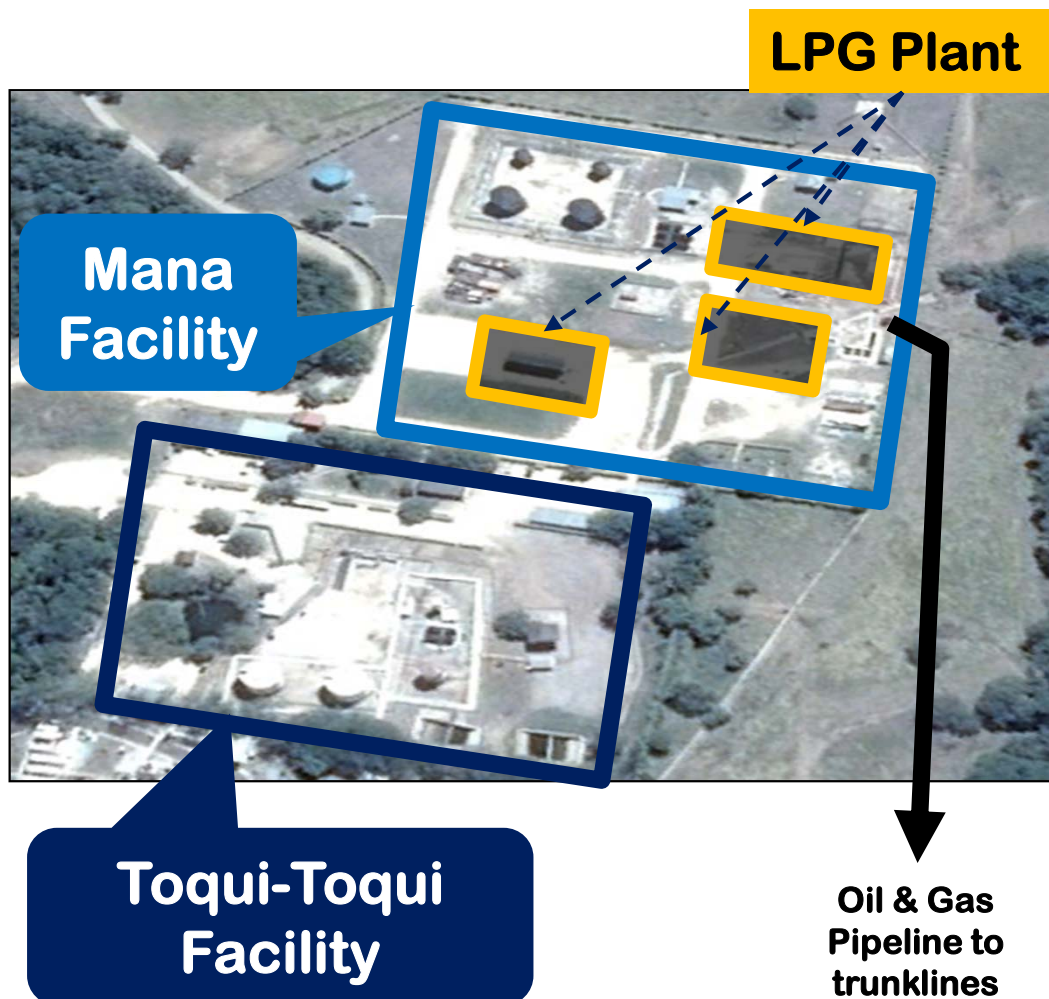 LPG Plant
Mana
Facility
Toqui-Toqui
Facility
Oil & Gas
Pipeline to
trunklines